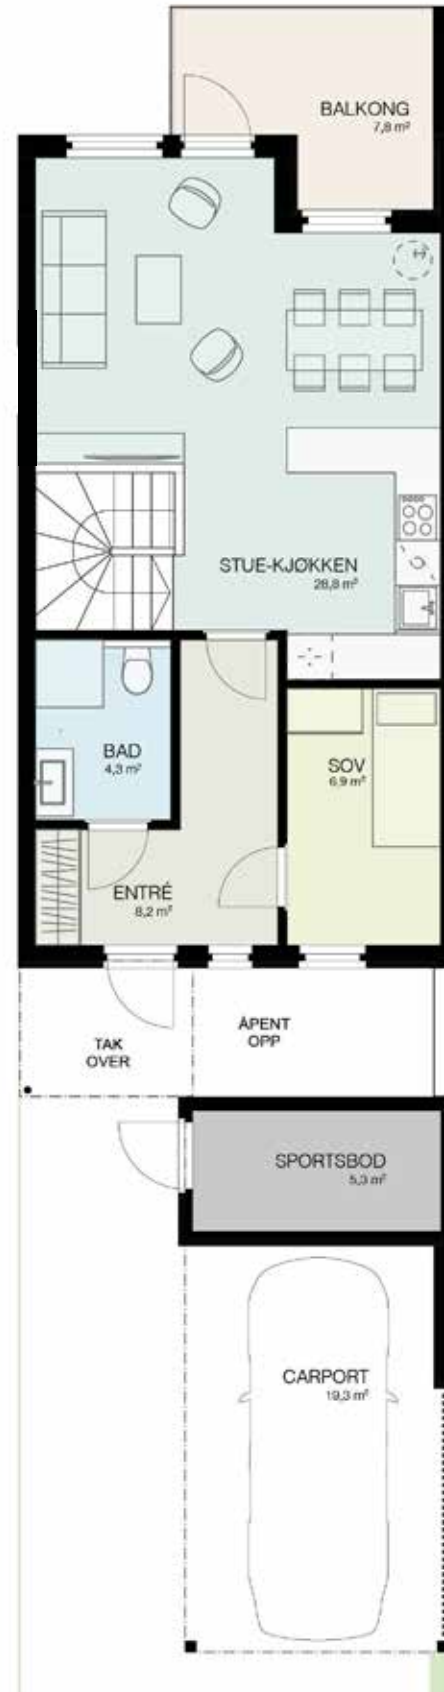 BALKONG
7,8 m²
STUE-KJØKKEN
28,8 m²
BAD
4,3 m²
SOV
6,9 m²
ENTRÉ
8,2 m²
TAK
OVER
ÅPENT
OPP
SPORTSBOD
5,3 m²
CARPORT
19,3 m²